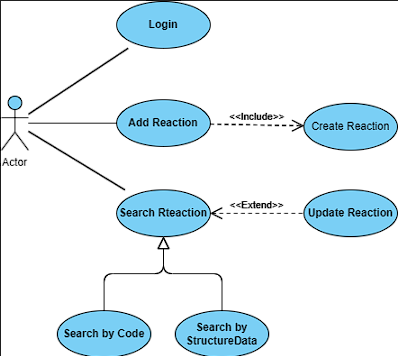 Login
Add Reaction
<<Include>>
Create Reaction
Actor
Search Rteaction
<<Extend>>
Update Reaction
Search by Code
Search by
StructureData